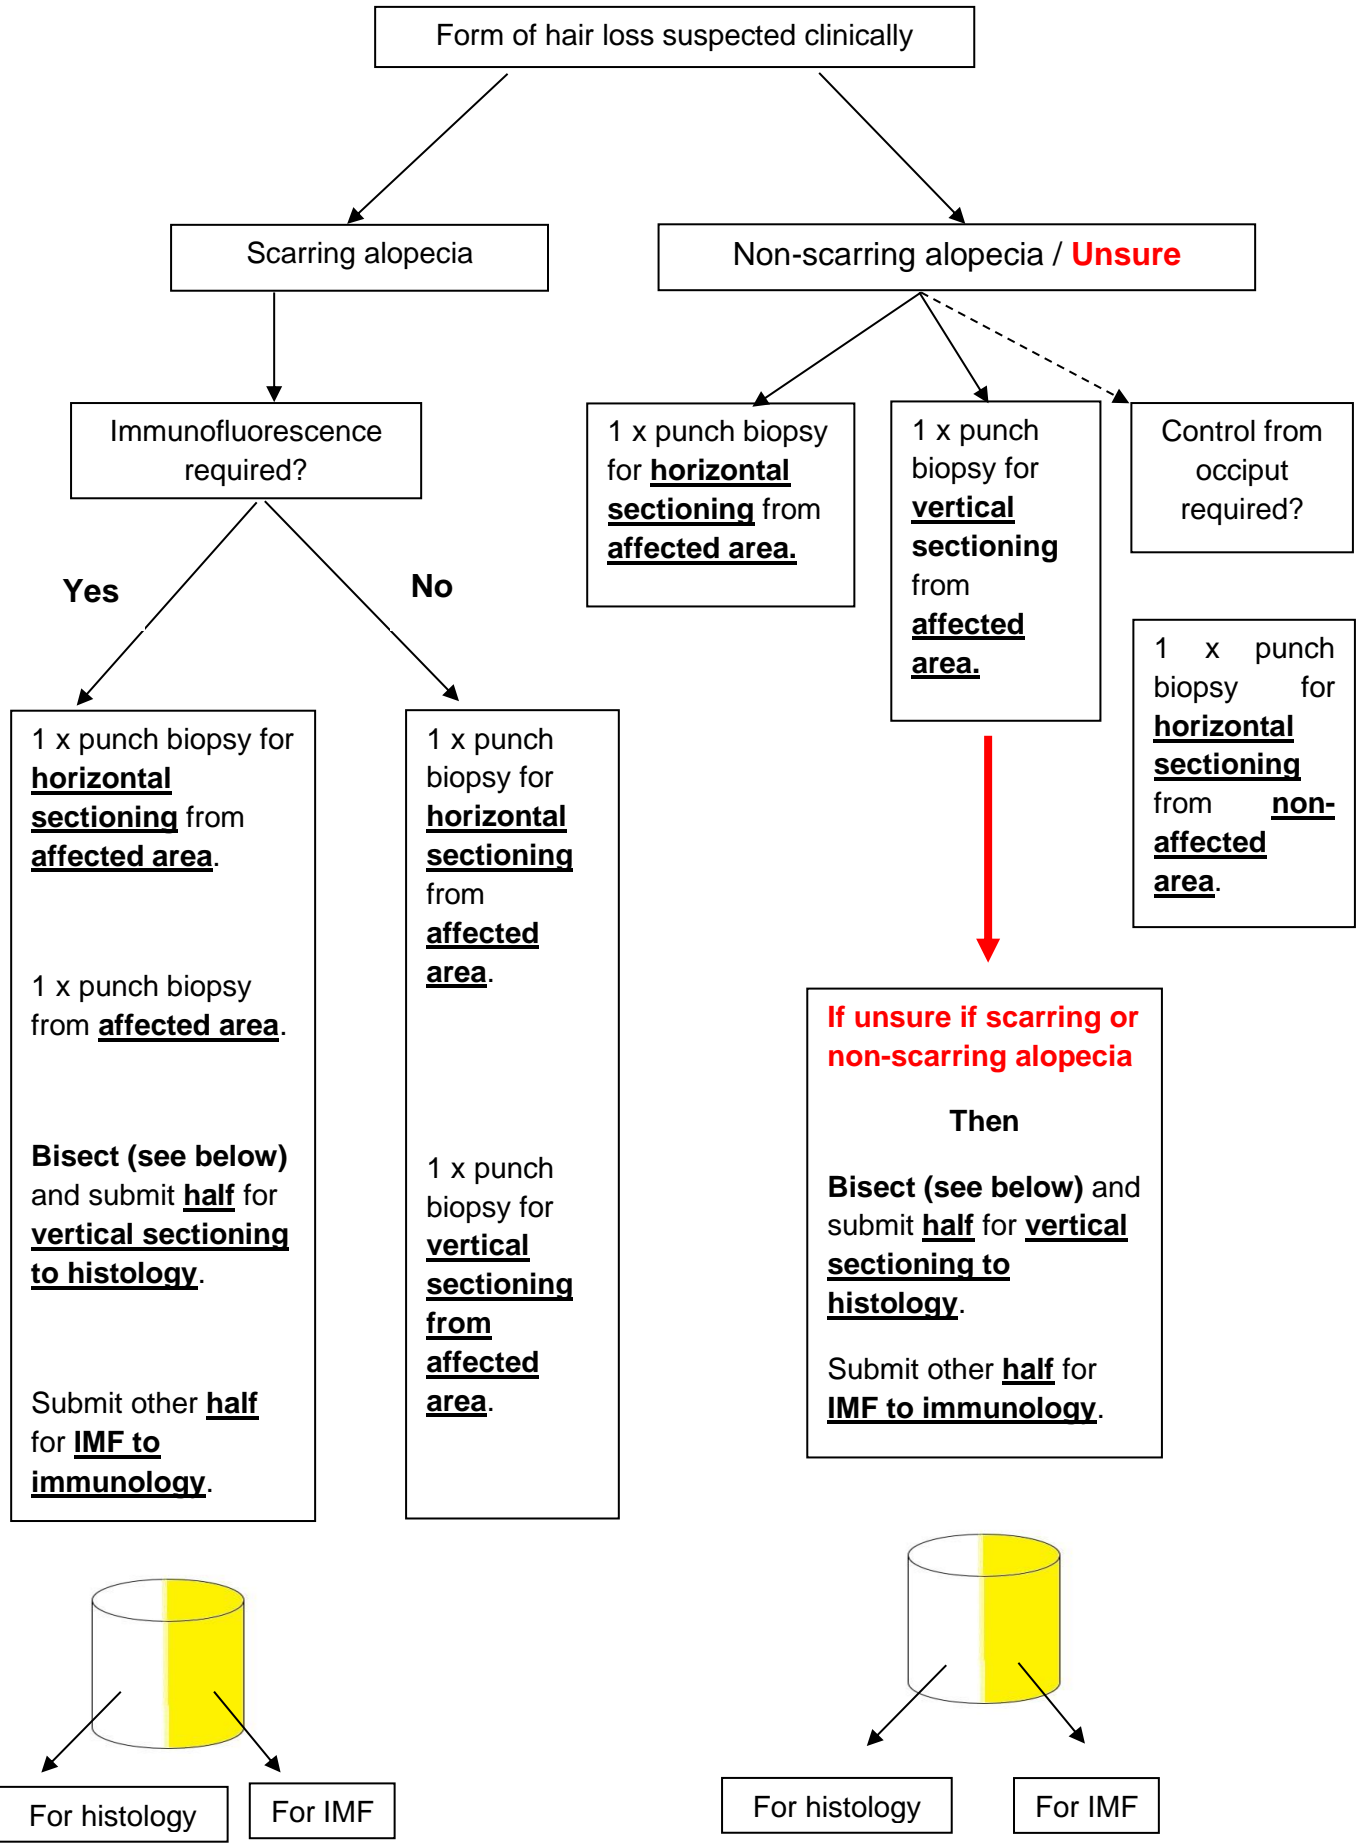 Form of hair loss suspected clinically
Scarring alopecia
Non-scarring alopecia / Unsure
Immunofluorescence
required?
Yes
No
1 x punch biopsy for
horizontal
sectioning from
affected area.
1 x punch biopsy
from affected area.
Bisect (see below)
and submit half for
vertical sectioning
to histology.
Submit other half
for IMF to
immunology.
1 x punch
biopsy for
horizontal
sectioning
from
affected
area.
1 x punch
biopsy for
vertical
sectioning
from
affected
area.
1 x punch biopsy
for horizontal
sectioning from
affected area.
1 x punch
biopsy for
vertical
sectioning
from
affected
area.
Control from
occiput
required?
1 x punch
biopsy for
horizontal
sectioning
from non-
affected
area.
If unsure if scarring or
non-scarring alopecia
Then
Bisect (see below) and
submit half for vertical
sectioning to
histology.
Submit other half for
IMF to immunology.
For histology
For IMF
For histology
For IMF